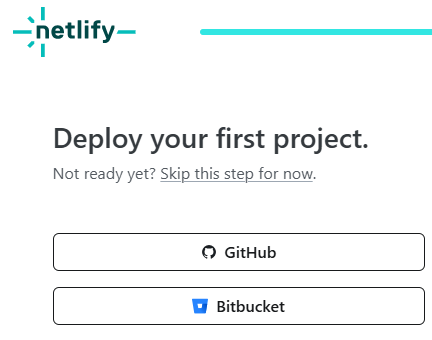 netlify
Deploy your first project.
Not ready yet? Skip this step for now.
GitHub
Bitbucket